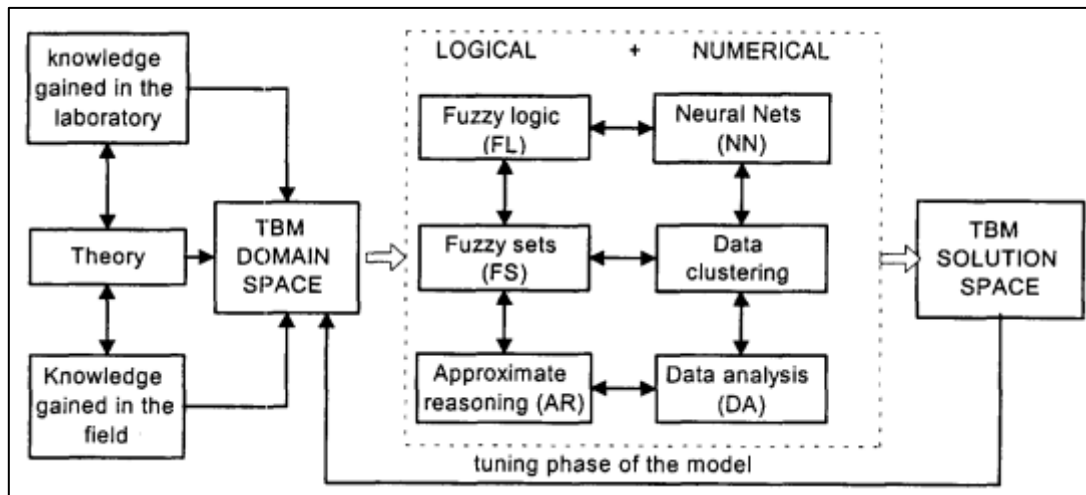 knowledge
gained in the
laboratory
Theory
Knowledge
gained in the
field
TBM
DOMAIN
SPACE
LOGICAL + NUMERICAL
Fuzzy logic
(FL)
Neural Nets
(NN)
Fuzzy sets
(FS)
Data
clustering
Approximate
reasoning (AR)
Data analysis
(DA)
TBM
SOLUTION
SPACE
tuning phase of the model